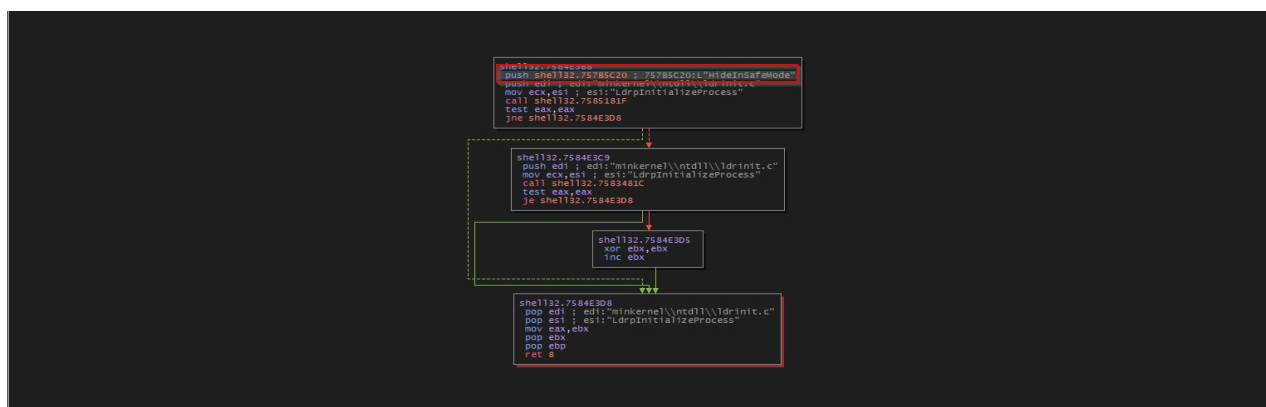 shell32.7584E3B8
push shell32.757B5C20 ; 757B5C20:L"HideInSafeMode"
push edi ; edi:"minkernel\\ntdll\\ldrinit.c"
mov ecx,esi ; esi:"LdrpInitializeProcess"
call shell32.7585181F
test eax,eax
jne shell32.7584E3D8
shell32.7584E3C9
push edi ; edi:"minkernel\\ntdll\\ldrinit.c"
mov ecx,esi ; esi:"LdrpInitializeProcess"
call shell32.7583481C
test eax,eax
je shell32.7584E3D8
shell32.7584E3D5
xor ebx,ebx
inc ebx
shell32.7584E3D8
pop edi ; edi:"minkernel\\ntdll\\ldrinit.c"
pop esi ; esi:"LdrpInitializeProcess"
mov eax,ebx
pop ebx
pop ebp
ret 8